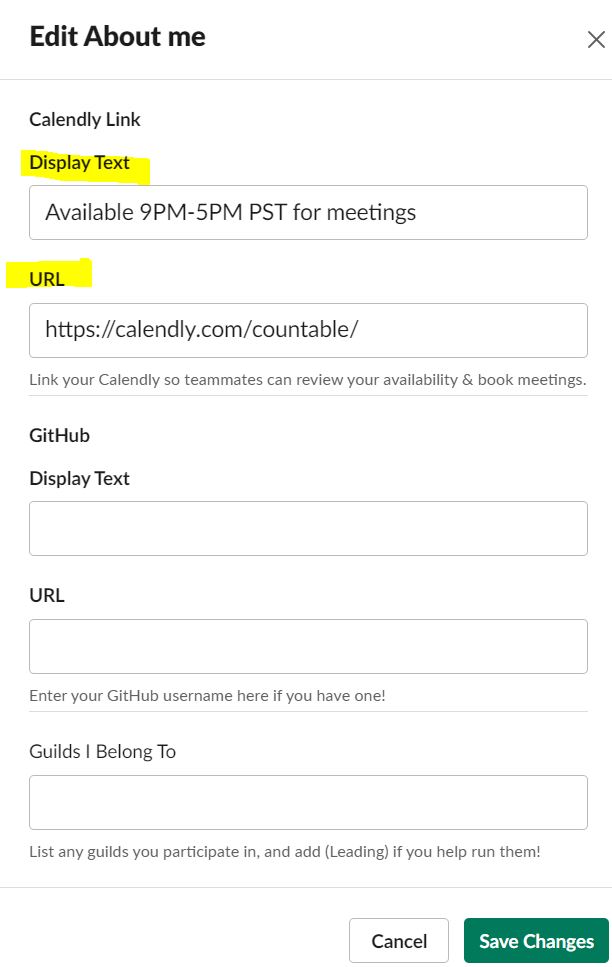 Edit About me
Calendly Link
Display Text
Available 9PM-5PM PST for meetings
URL
https://calendly.com/countable/
Link your Calendly so teammates can review your availability & book meetings.
GitHub
Display Text
URL
Enter your GitHub username here if you have one!
Guilds I Belong To
List any guilds you participate in, and add (Leading) if you help run them!
Cancel
Save Changes